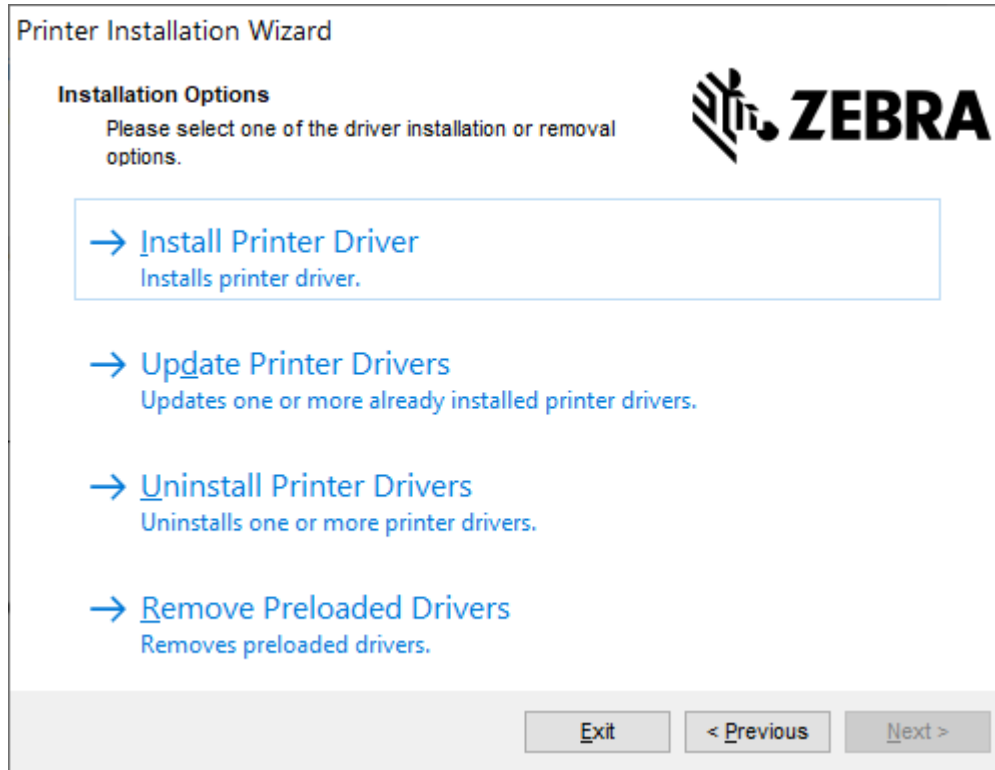 Printer Installation Wizard
Installation Options
Please select one of the driver installation or removal
options.
ZEBRA
Install Printer Driver
Installs printer driver.
Update Printer Drivers
Updates one or more already installed printer drivers.
Uninstall Printer Drivers
Uninstalls one or more printer drivers.
Remove Preloaded Drivers
Removes preloaded drivers.
Exit
< Previous
Next >